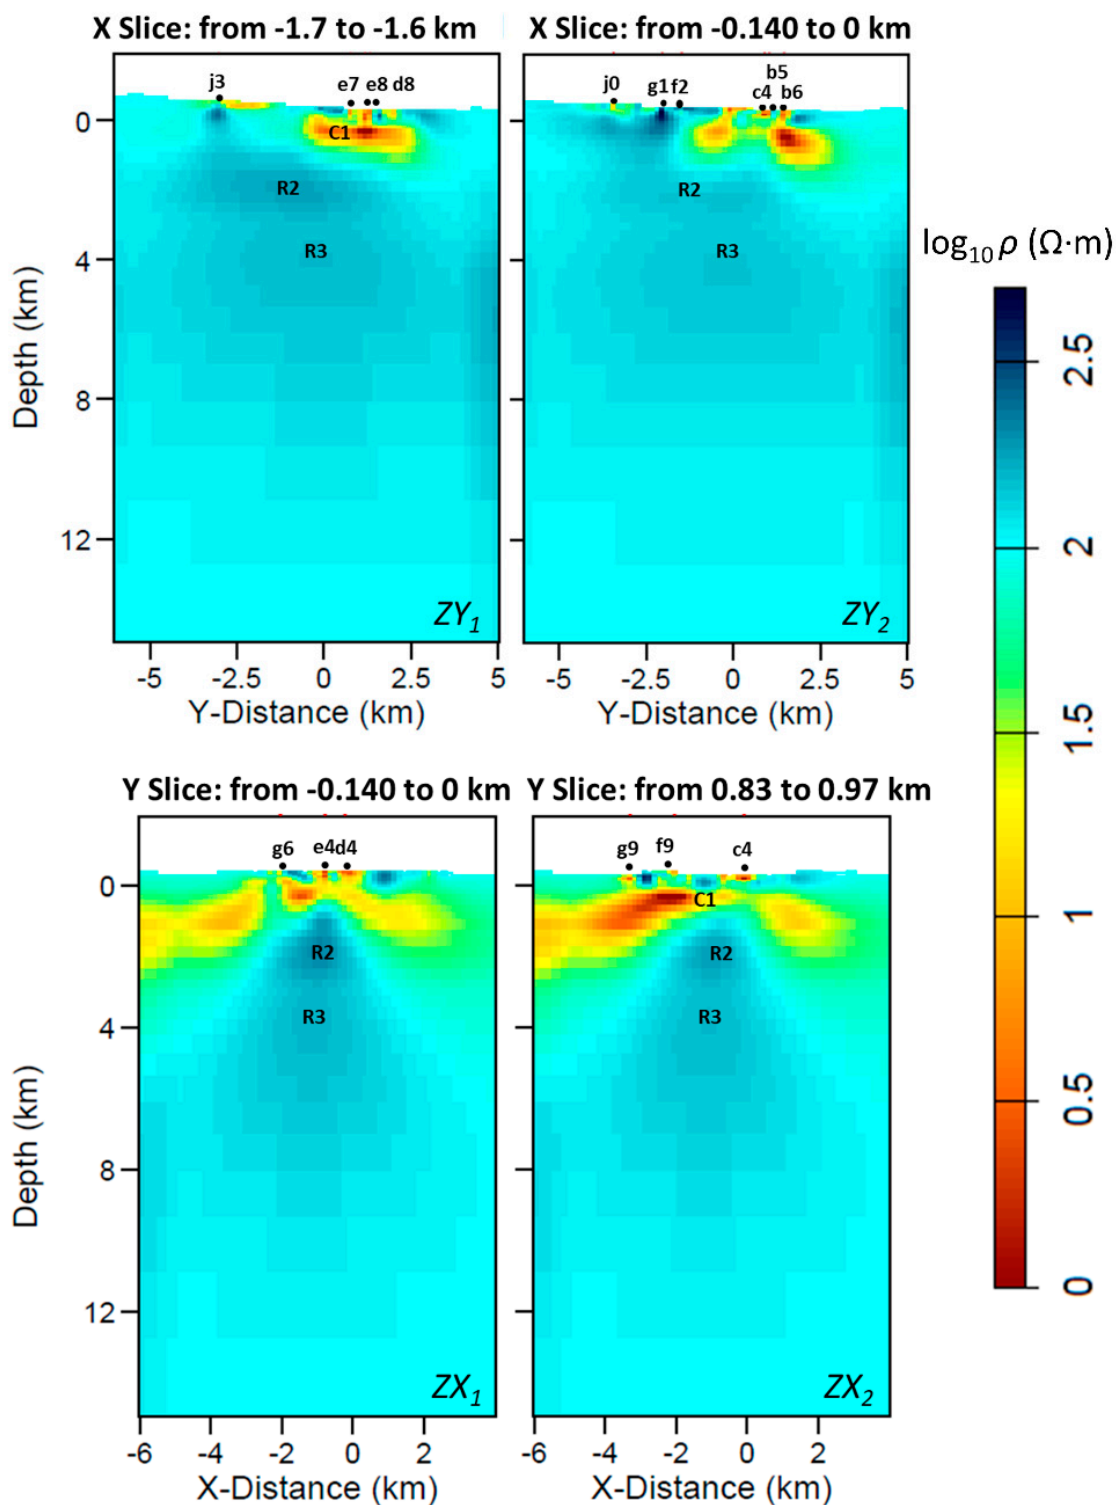 X Slice: from -1.7 to -1.6 km
X Slice: from -0.140 to 0 km
j3 e7 e8 d8
j0 g1 f2 c4 b5 b6
0
4
8
12
Depth (km)
C1
R2
R3
R2
R3
ZY1
ZY2
-5 -2.5 0 2.5 5
Y-Distance (km)
-5 -2.5 0 2.5 5
Y-Distance (km)
log10 ρ (Ω·m)
2.5
2
1.5
1
0.5
0
Y Slice: from -0.140 to 0 km
Y Slice: from 0.83 to 0.97 km
g6 e4 d4
g9 f9 c4
0
4
8
12
Depth (km)
R2
R3
C1
R2
R3
ZX1
ZX2
-6 -4 -2 0 2
X-Distance (km)
-6 -4 -2 0 2
X-Distance (km)